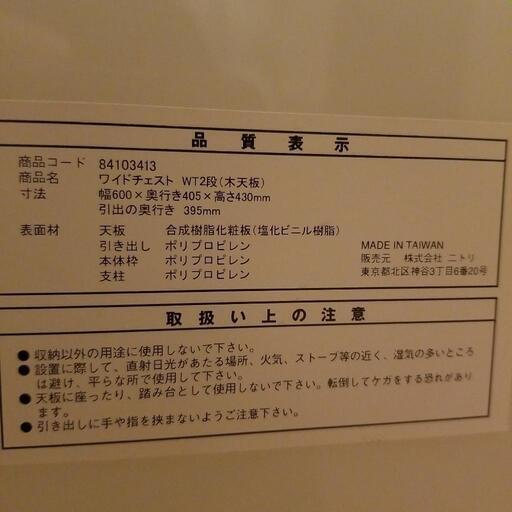 品質表示
商品コード 84103413
商品名 ワイドチェスト WT2段(木天板)
寸法 幅600×奥行き405×高さ430mm
引出の奥行き 395mm
表面材 天板 合成樹脂化粧板(塩化ビニル樹脂)
引き出し ポリプロピレン
本体枠 ポリプロピレン
支柱 ポリプロピレン
MADE IN TAIWAN
販売元 株式会社 ニトリ
東京都北区神谷3丁目6番20号
取扱い上の注意
●収納以外の用途に使用しないで下さい。
●設置に際して、直射日光があたる場所、火気、ストーブ等の近く、湿気の多いところ
は避け、平らな所で使用して下さい。
●天板に座ったり、踏み台として使用しないで下さい。転倒してケガをする恐れがあり
ます。
●引き出しに手や指を挟まないようご注意下さい。